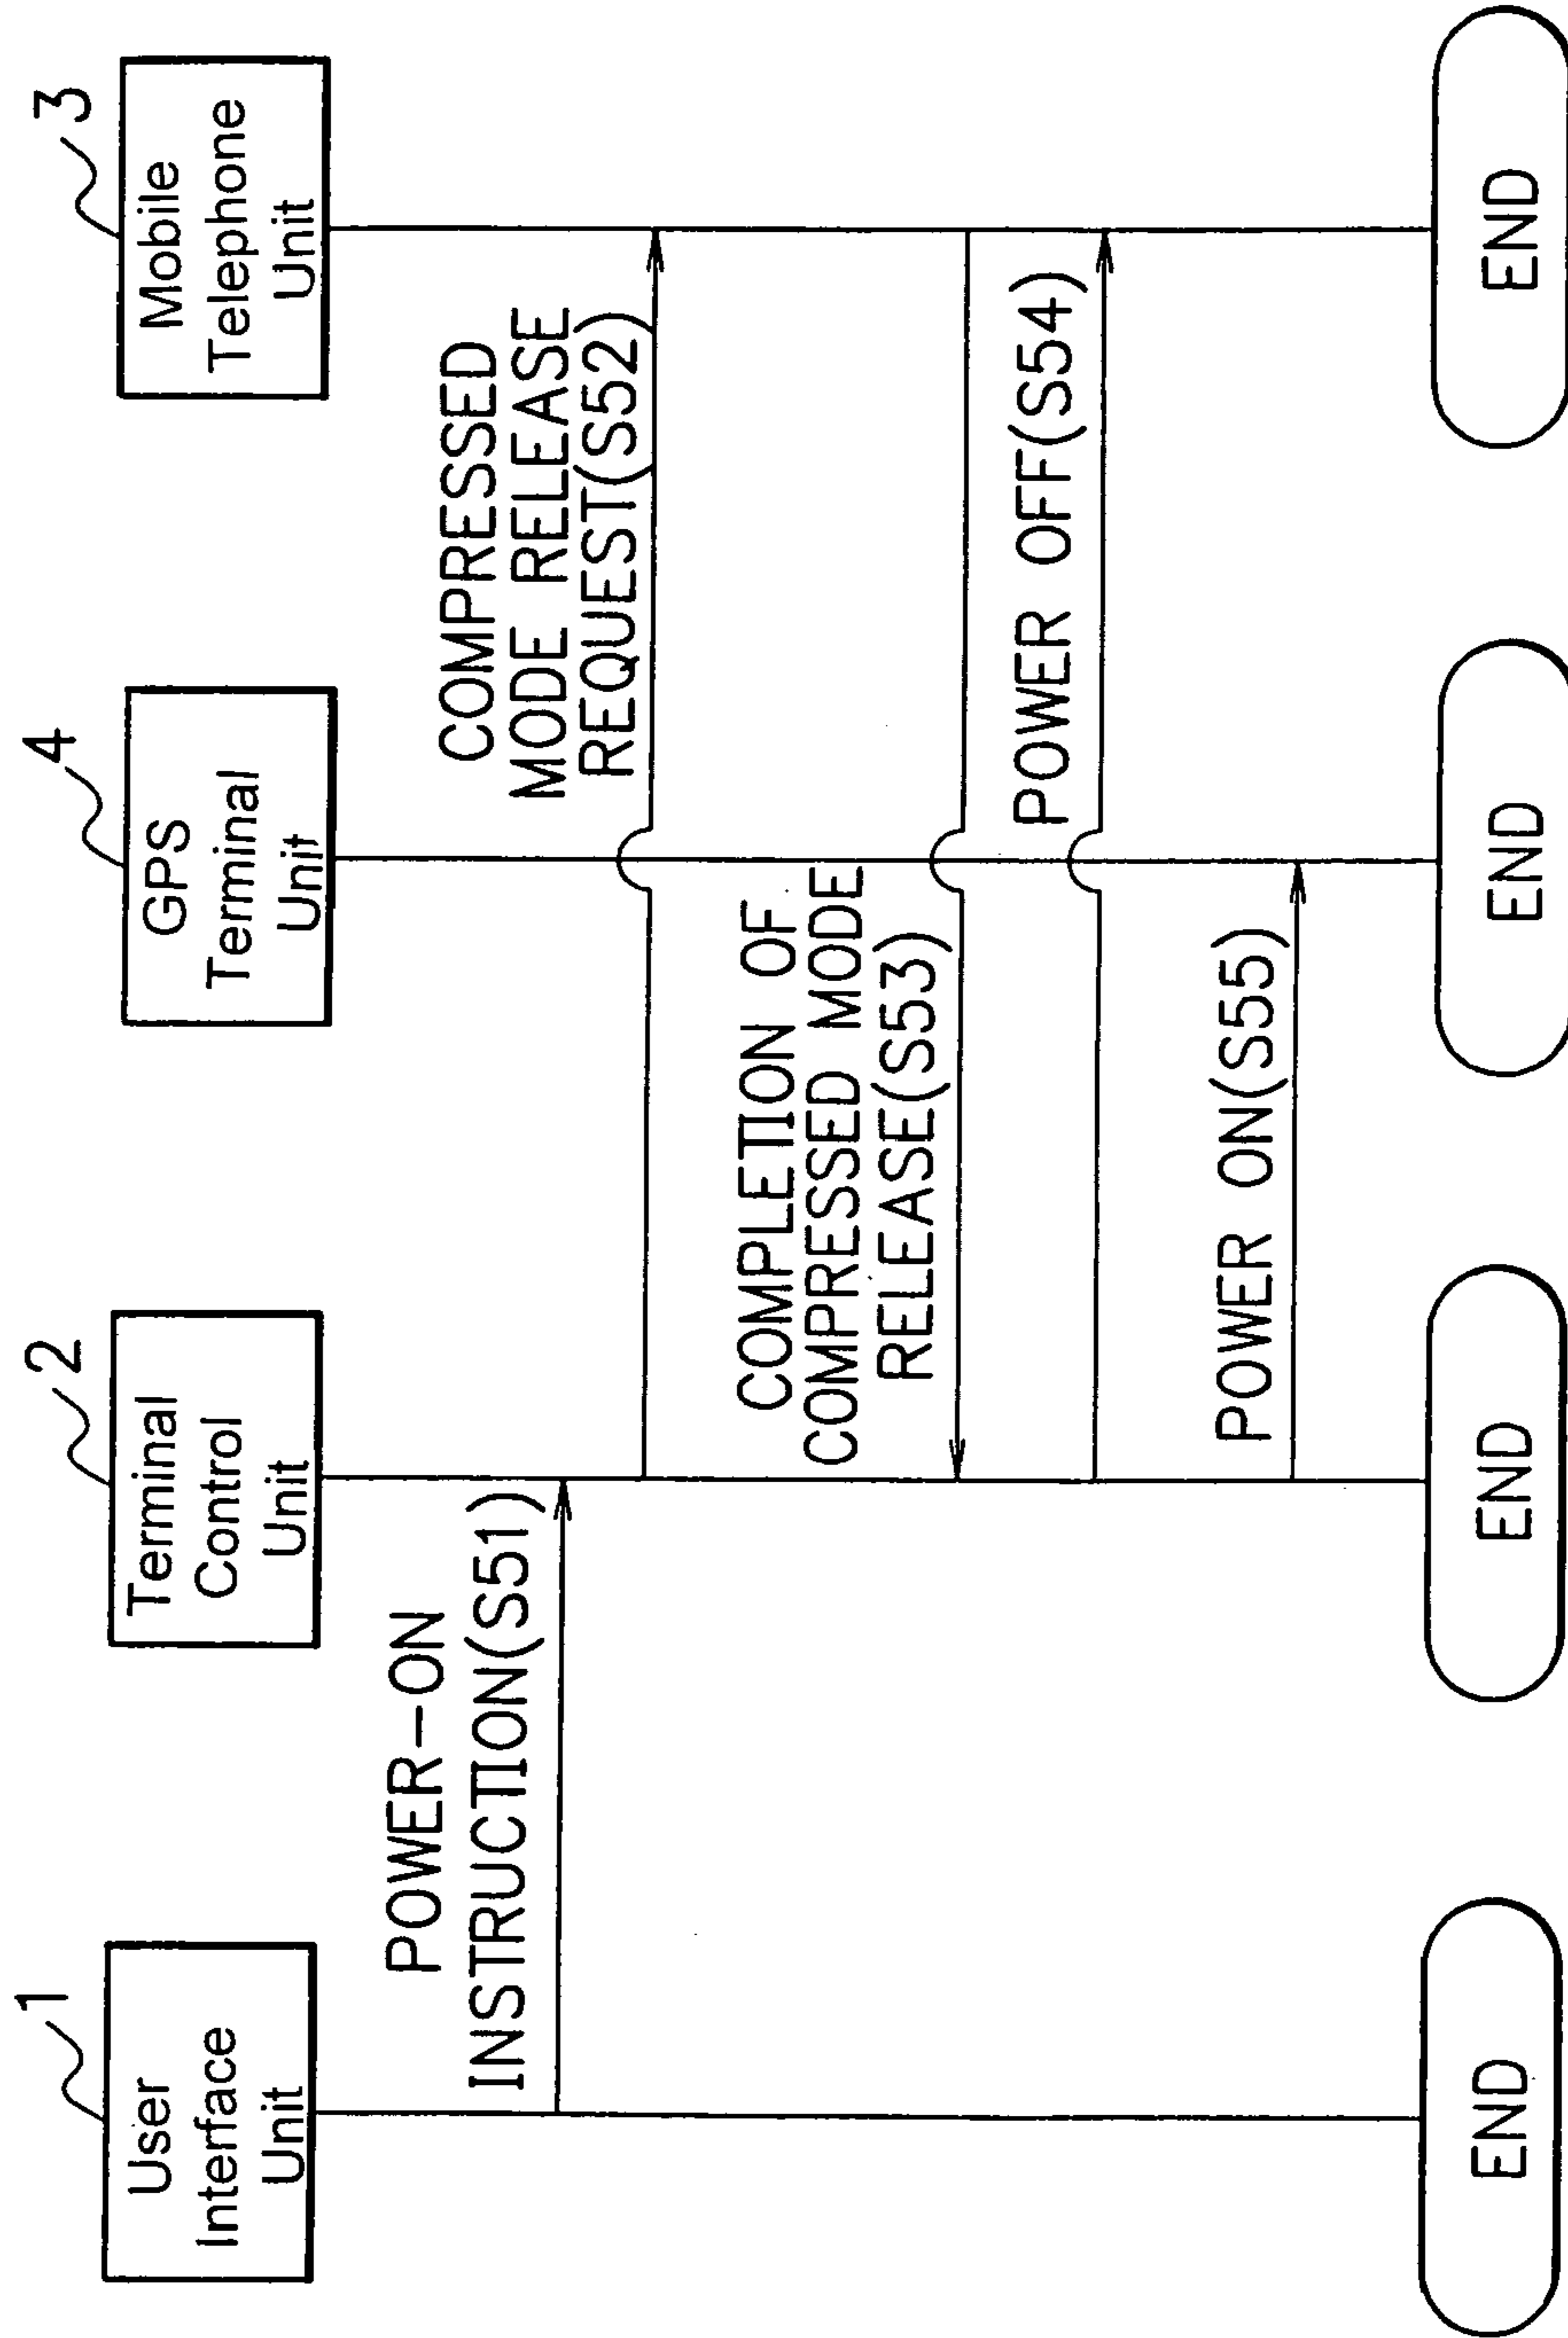 1
User
Interface
Unit
2
Terminal
Control
Unit
4
GPS
Terminal
Unit
3
Mobile
Telephone
Unit
POWER-ON
INSTRUCTION(S51)
COMPRESSED
MODE RELEASE
REQUEST(S52)
COMPLETION OF
COMPRESSED MODE
RELEASE(S53)
POWER OFF(S54)
POWER ON(S55)
END
END
END
END